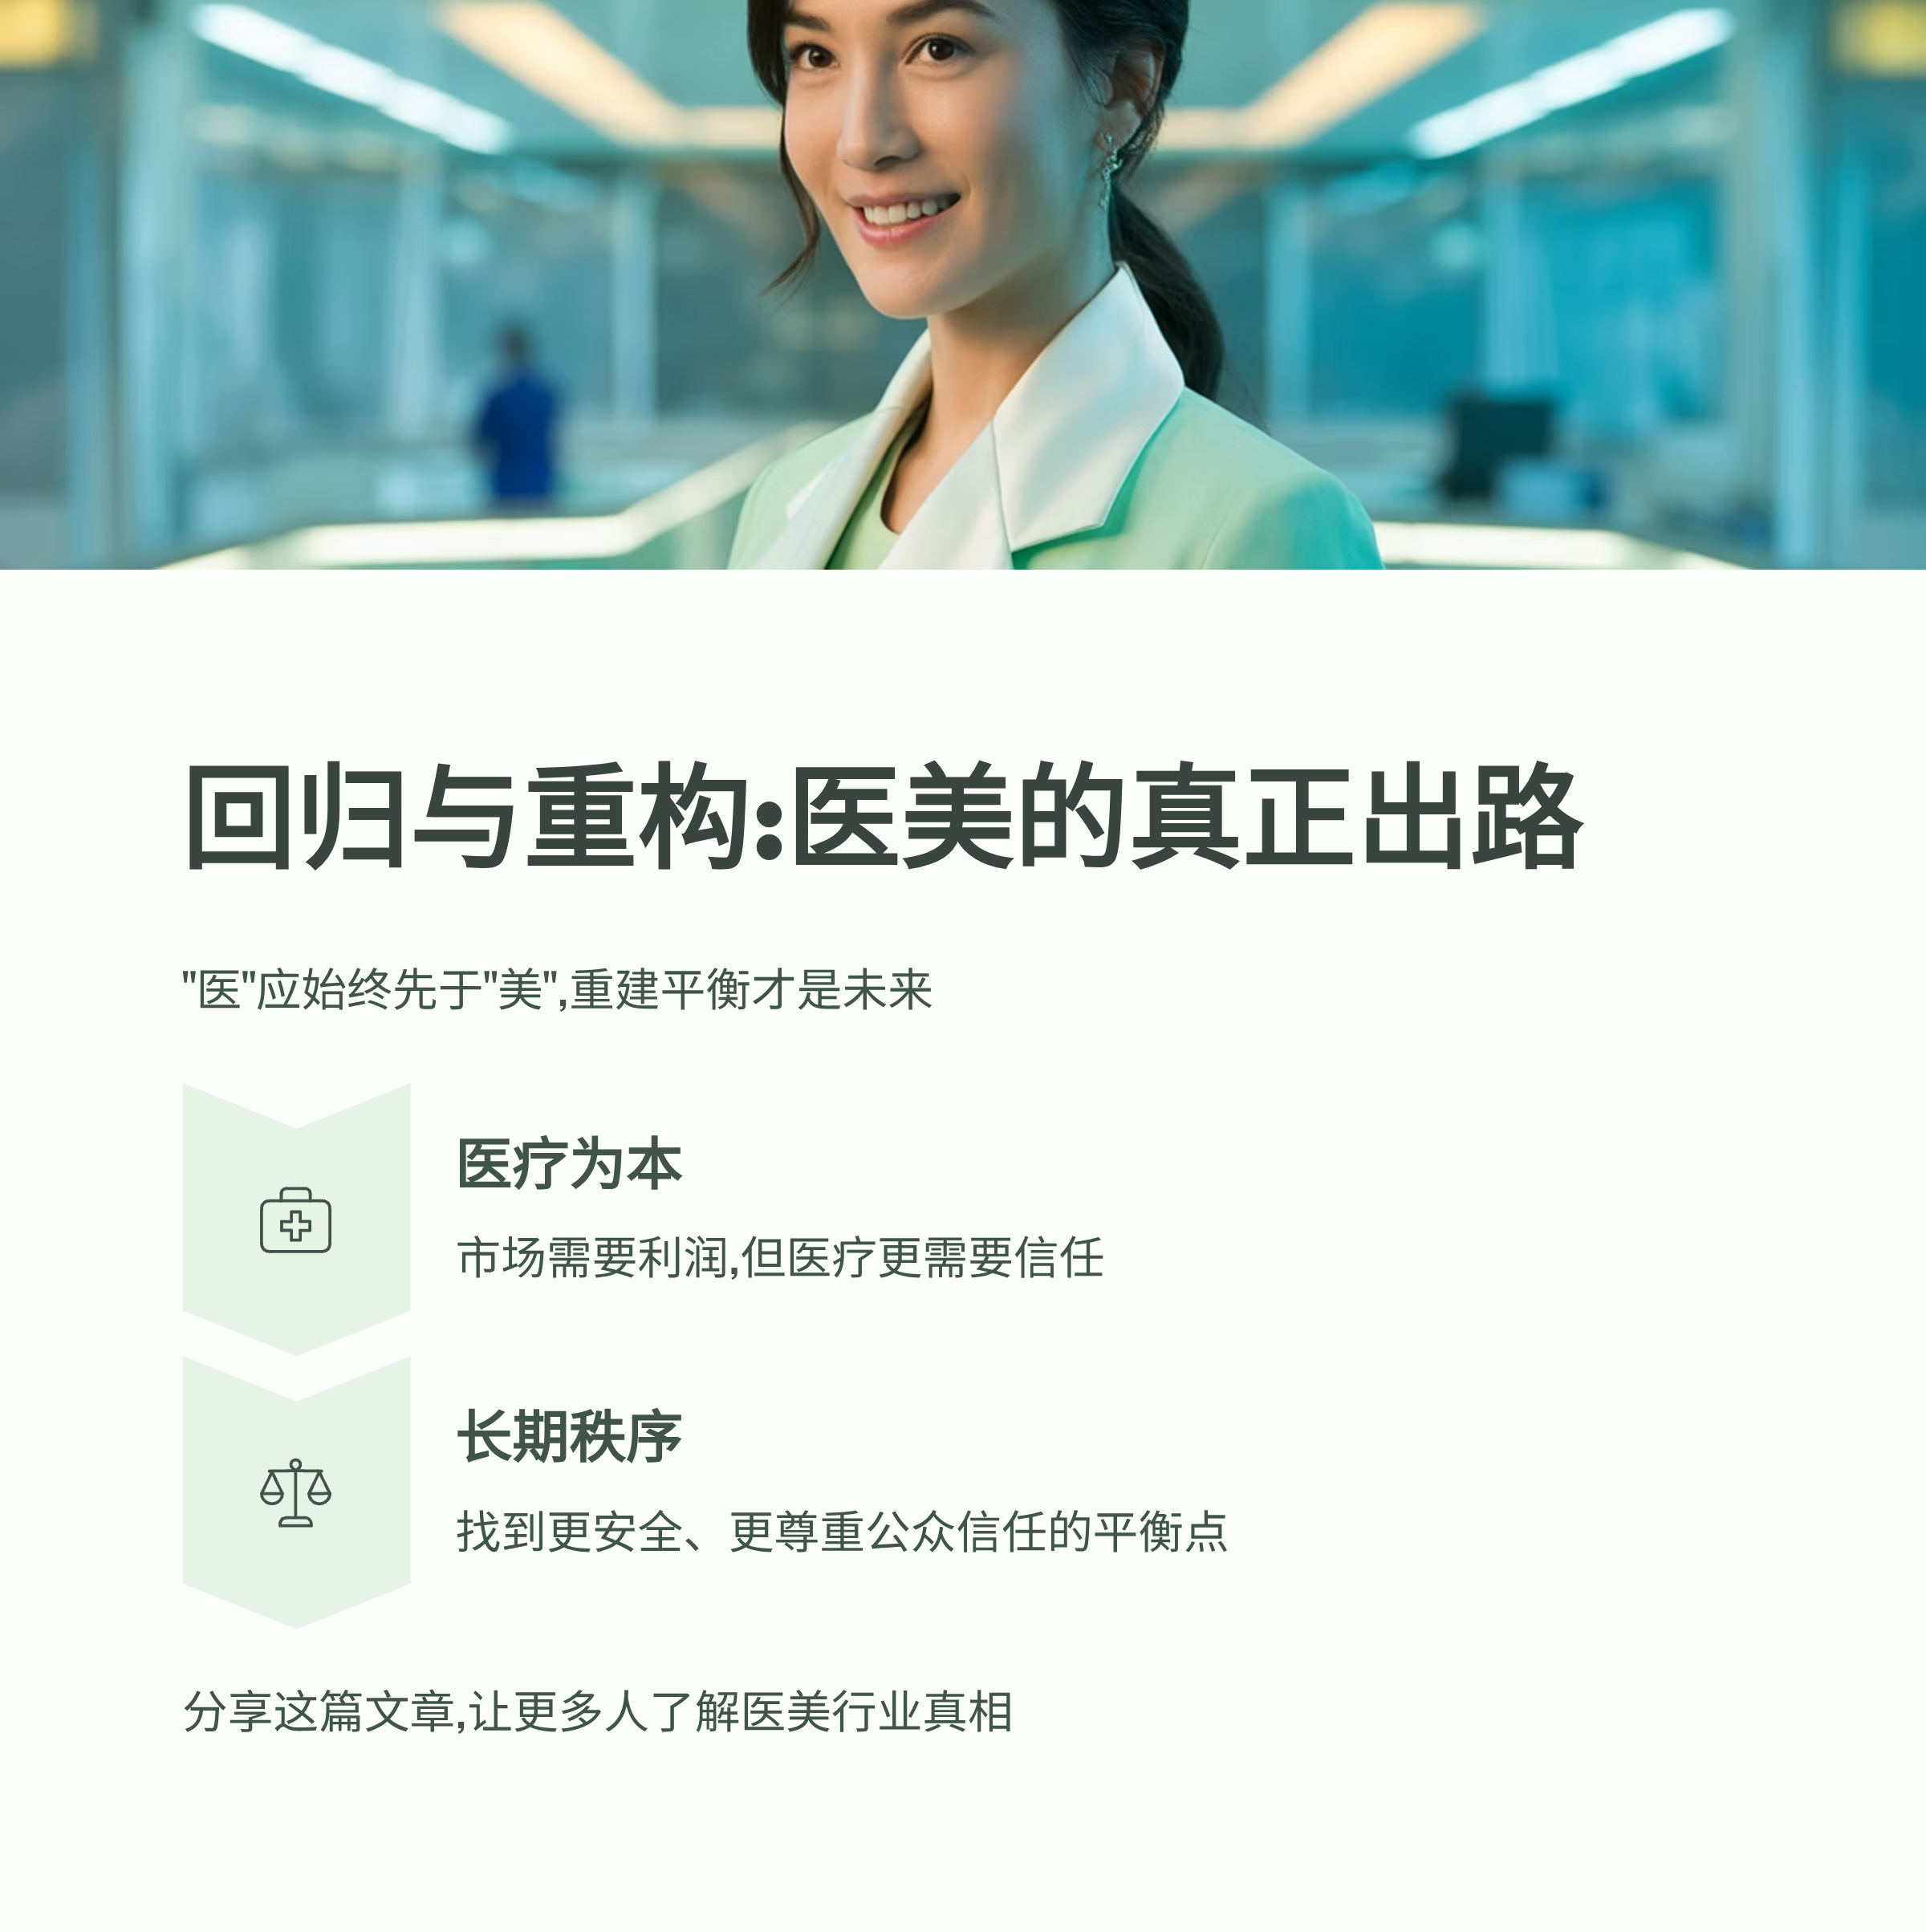 回归与重构:医美的真正出路
"医"应始终先于"美",重建平衡才是未来
医疗为本
市场需要利润,但医疗更需要信任
长期秩序
找到更安全、更尊重公众信任的平衡点
分享这篇文章,让更多人了解医美行业真相